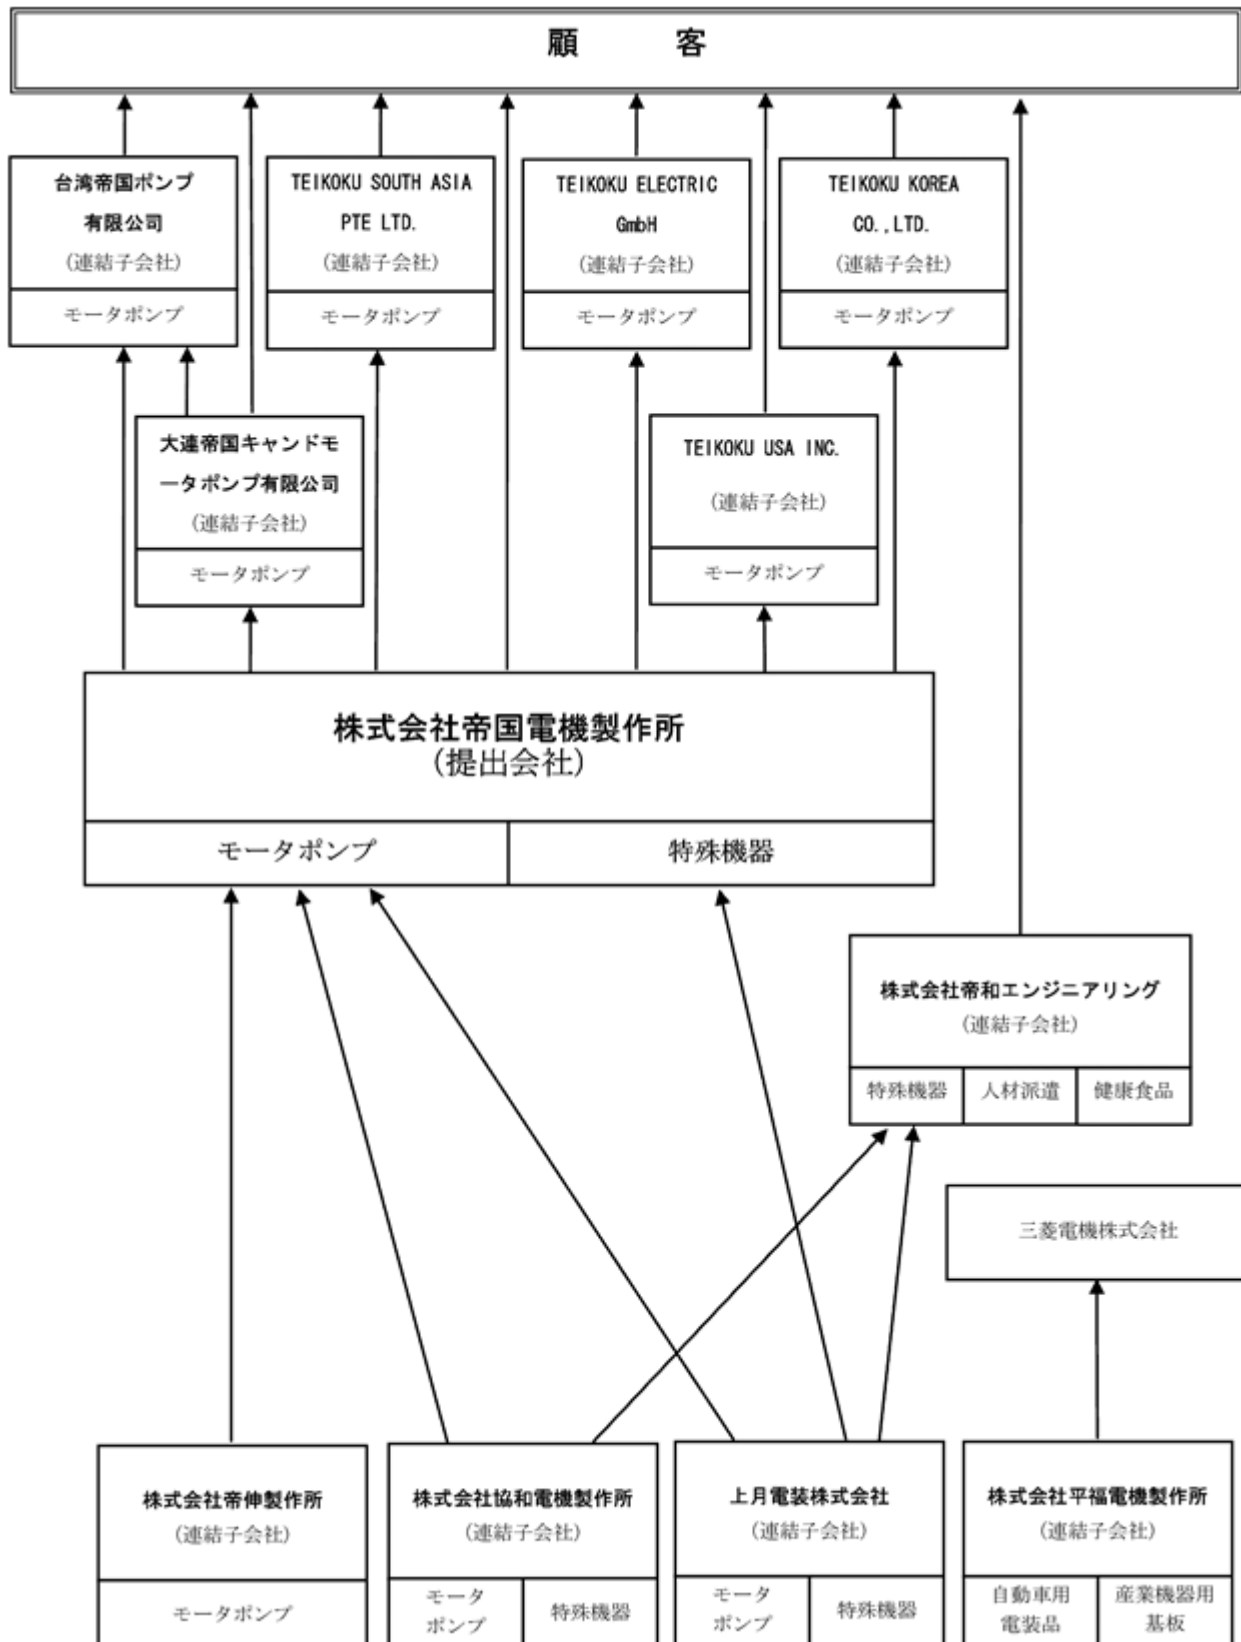 顧　客
台湾帝国ポンプ
有限公司
(連結子会社)
モータポンプ
TEIKOKU SOUTH ASIA
PTE LTD.
(連結子会社)
モータポンプ
TEIKOKU ELECTRIC
GmbH
(連結子会社)
モータポンプ
TEIKOKU KOREA
CO.,LTD.
(連結子会社)
モータポンプ
大連帝国キャンドモ
ータポンプ有限公司
(連結子会社)
モータポンプ
TEIKOKU USA INC.
(連結子会社)
モータポンプ
株式会社帝国電機製作所
(提出会社)
モータポンプ
特殊機器
株式会社帝和エンジニアリング
(連結子会社)
特殊機器
人材派遣
健康食品
三菱電機株式会社
株式会社帝伸製作所
(連結子会社)
モータポンプ
株式会社協和電機製作所
(連結子会社)
モータ
ポンプ
特殊機器
上月電装株式会社
(連結子会社)
モータ
ポンプ
特殊機器
株式会社平福電機製作所
(連結子会社)
自動車用
電装品
産業機器用
基板